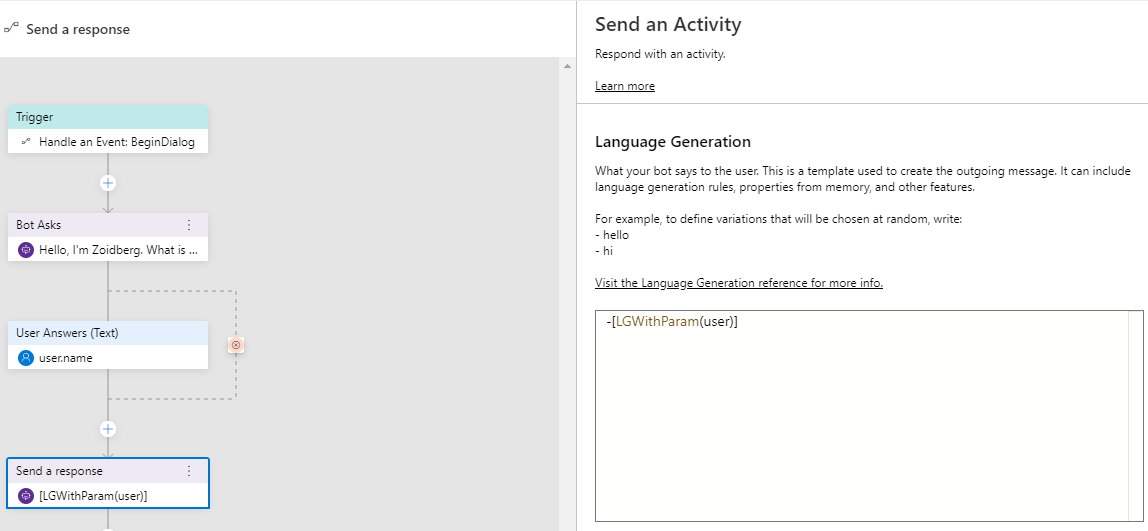 Send a response
Trigger
Handle an Event: BeginDialog
Bot Asks
Hello, I'm Zoidberg. What is ...
User Answers (Text)
user.name
Send a response
[LGWithParam(user)]
Send an Activity
Respond with an activity.
Learn more
Language Generation
What your bot says to the user. This is a template used to create the outgoing message. It can include
language generation rules, properties from memory, and other features.
For example, to define variations that will be chosen at random, write:
- hello
- hi
Visit the Language Generation reference for more info.
-[LGWithParam(user)]